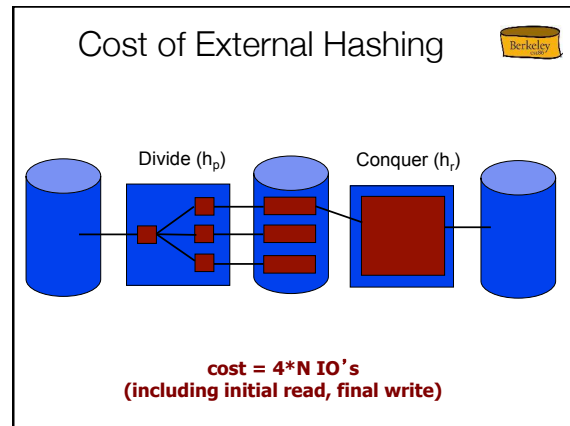 Cost of External Hashing
Berkeley
Divide (hp)
Conquer (hr)
cost = 4*N IO’s
(including initial read, final write)